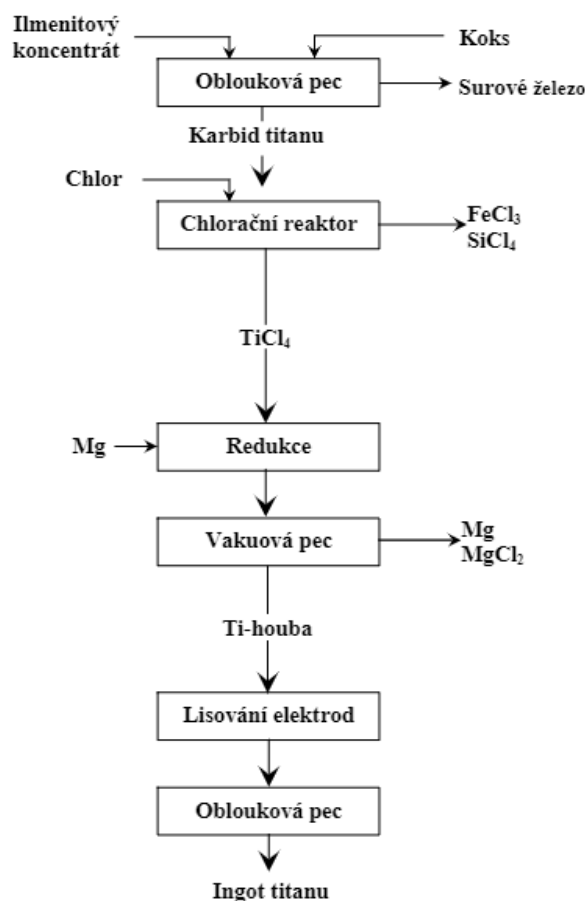 Ilmenitový
koncentrát
Koks
Oblouková pec
Surové železo
Karbid titanu
Chlor
Chlorační reaktor
FeCl₃
SiCl₄
TiCl₄
Mg
Redukce
Vakuová pec
Mg
MgCl₂
Ti-houba
Lisování elektrod
Oblouková pec
Ingot titanu